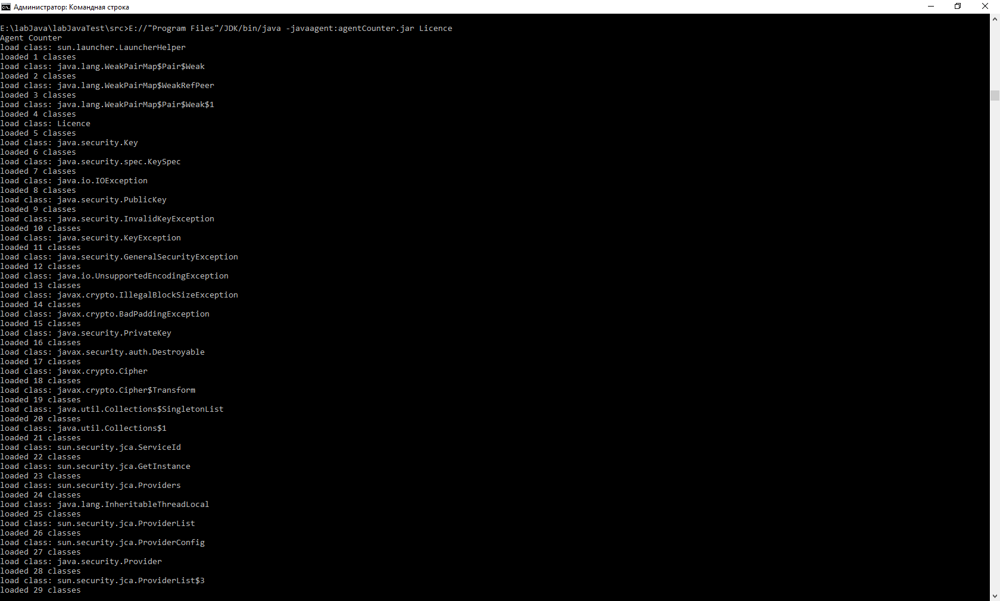 Администратор: Командная строка
E:\labJava\labJavaTest\src>E://"Program Files"/JDK/bin/java -javaagent:agentCounter.jar Licence
Agent Counter
load class: sun.launcher.LauncherHelper
loaded 1 classes
load class: java.lang.WeakPairMap$Pair$Weak
loaded 2 classes
load class: java.lang.WeakPairMap$WeakRefPeer
loaded 3 classes
load class: java.lang.WeakPairMap$Pair$Weak$1
loaded 4 classes
load class: Licence
loaded 5 classes
load class: java.security.Key
loaded 6 classes
load class: java.security.spec.KeySpec
loaded 7 classes
load class: java.io.IOException
loaded 8 classes
load class: java.security.PublicKey
loaded 9 classes
load class: java.security.InvalidKeyException
loaded 10 classes
load class: java.security.KeyException
loaded 11 classes
load class: java.security.GeneralSecurityException
loaded 12 classes
load class: java.io.UnsupportedEncodingException
loaded 13 classes
load class: javax.crypto.IllegalBlockSizeException
loaded 14 classes
load class: javax.crypto.BadPaddingException
loaded 15 classes
load class: java.security.PrivateKey
loaded 16 classes
load class: javax.security.auth.Destroyable
loaded 17 classes
load class: javax.crypto.Cipher
loaded 18 classes
load class: javax.crypto.Cipher$Transform
loaded 19 classes
load class: java.util.Collections$SingletonList
loaded 20 classes
load class: java.util.Collections$1
loaded 21 classes
load class: sun.security.jca.ServiceId
loaded 22 classes
load class: sun.security.jca.GetInstance
loaded 23 classes
load class: sun.security.jca.Providers
loaded 24 classes
load class: java.lang.InheritableThreadLocal
loaded 25 classes
load class: sun.security.jca.ProviderList
loaded 26 classes
load class: sun.security.jca.ProviderConfig
loaded 27 classes
load class: java.security.Provider
loaded 28 classes
load class: sun.security.jca.ProviderList$3
loaded 29 classes